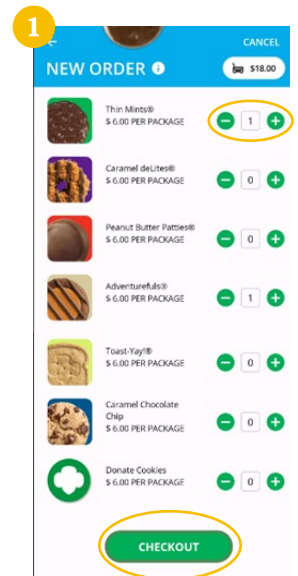 1
CANCEL
NEW ORDER i
$18.00
Thin Mints®
$ 6.00 PER PACKAGE
1
Caramel deLites®
$ 6.00 PER PACKAGE
0
Peanut Butter Patties®
$ 6.00 PER PACKAGE
0
Adventurefuls®
$ 6.00 PER PACKAGE
1
Toast-Yay!®
$ 6.00 PER PACKAGE
0
Caramel Chocolate
Chip
$ 6.00 PER PACKAGE
0
Donate Cookies
$ 6.00 PER PACKAGE
0
CHECKOUT